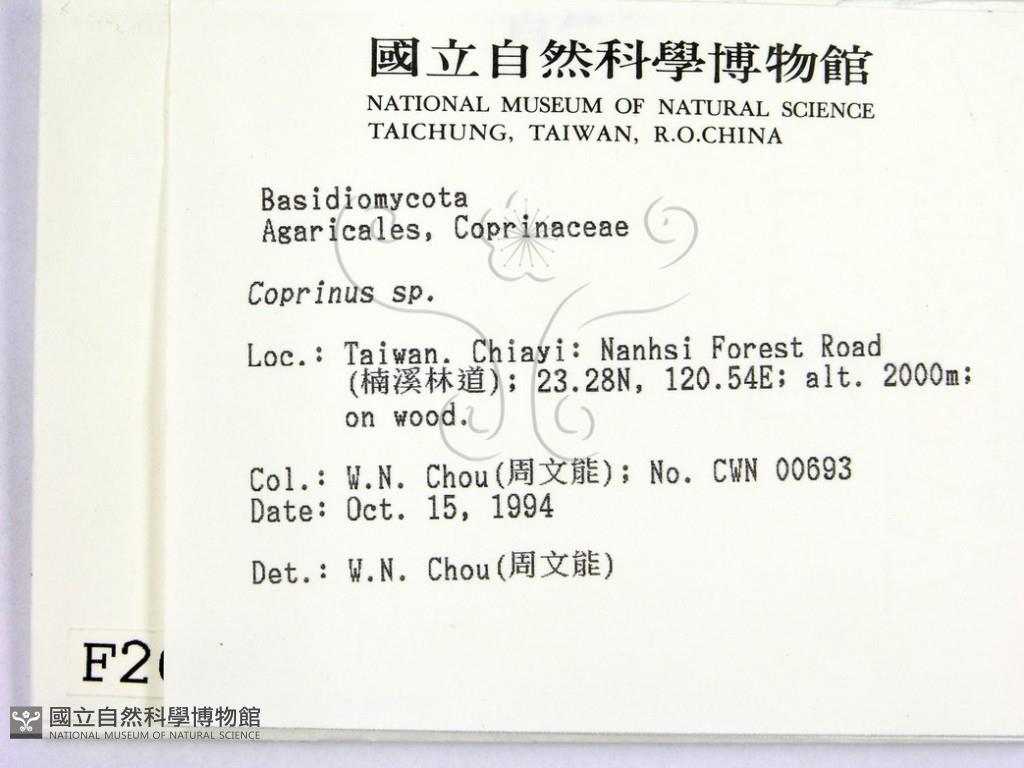 國立自然科學博物館
NATIONAL MUSEUM OF NATURAL SCIENCE
TAICHUNG, TAIWAN, R.O.CHINA
Basidiomycota
Agaricales, Coprinaceae
Coprinus sp.
Loc.: Taiwan. Chiayi: Nanhsi Forest Road
(楠溪林道); 23.28N, 120.54E; alt. 2000m;
on wood.
Col.: W.N. Chou(周文能); No. CWN 00693
Date: Oct. 15, 1994
Det.: W.N. Chou(周文能)
F2
國立自然科學博物館
NATIONAL MUSEUM OF NATURAL SCIENCE